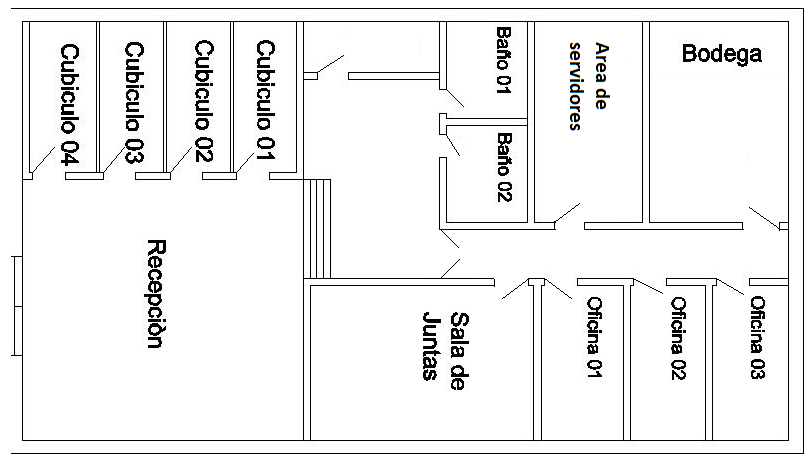 Cubiculo 04
Cubiculo 03
Cubiculo 02
Cubiculo 01
Baño 01
Baño 02
Area de
servidores
Bodega
Recepciòn
Sala de
Juntas
Oficina 01
Oficina 02
Oficina 03